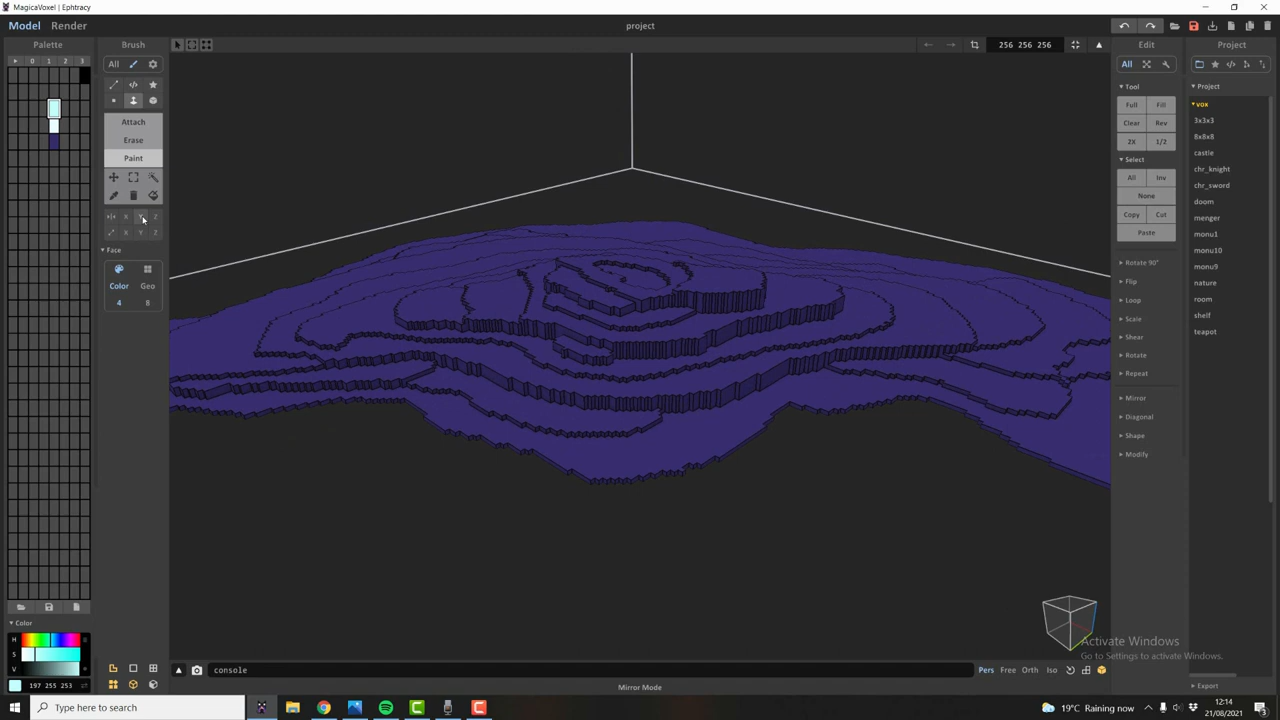 MagicaVoxel | Ephtracy
Model Render
project
Palette
0 1 2 3
Brush
All
Attach
Erase
Paint
X Y Z
X Y Z
Face
Color Geo
4 8
256 256 256
Edit
All
Tool
Full Fill
Clear Rev
2X 1/2
Select
All Inv
None
Copy Cut
Paste
Rotate 90°
Flip
Loop
Scale
Shear
Rotate
Repeat
Mirror
Diagonal
Shape
Modify
Project
Project
vox
3x3x3
8x8x8
castle
chr_knight
chr_sword
doom
menger
monu1
monu10
monu9
nature
room
shelf
teapot
Export
Color
H
S
V
197 255 253
console
Pers Free Orth Iso
Mirror Mode
Activate Windows
Go to Settings to activate Windows.
Type here to search
19°C Raining now
12:14
21/08/2021
3